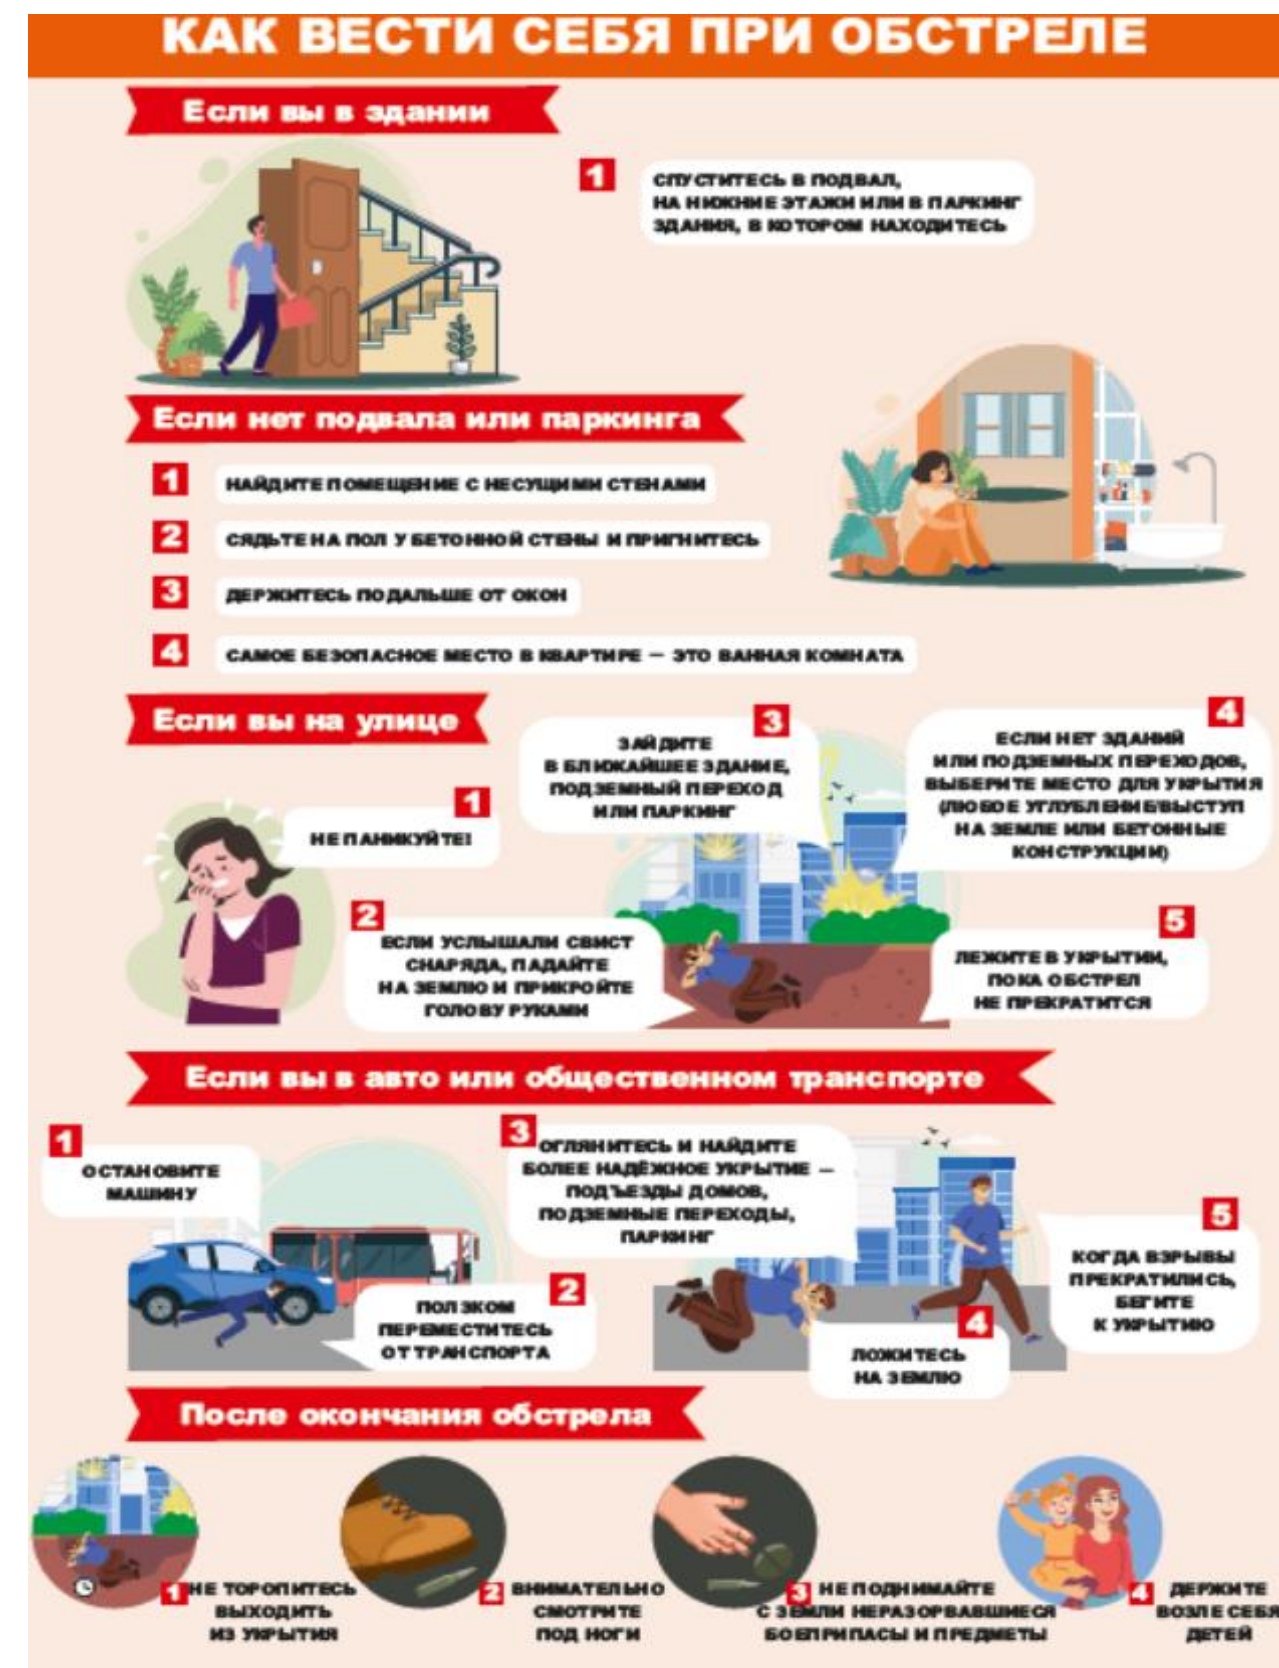 КАК ВЕСТИ СЕБЯ ПРИ ОБСТРЕЛЕ
Если вы в здании
1
СПУСТИТЕСЬ В ПОДВАЛ,
НА НИЖНИЕ ЭТАЖИ ИЛИ В ПАРКИНГ
ЗДАНИЯ, В КОТОРОМ НАХОДИТЕСЬ
Если нет подвала или паркинга
1 НАЙДИТЕ ПОМЕЩЕНИЕ С НЕСУЩИМИ СТЕНАМИ
2 СЯДЬТЕ НА ПОЛ У БЕТОННОЙ СТЕНЫ И ПРИГНИТЕСЬ
3 ДЕРЖИТЕСЬ ПОДАЛЬШЕ ОТ ОКОН
4 САМОЕ БЕЗОПАСНОЕ МЕСТО В КВАРТИРЕ — ЭТО ВАННАЯ КОМНАТА
Если вы на улице
1
НЕ ПАНИКУЙТЕ!
2
ЕСЛИ УСЛЫШАЛИ СВИСТ
СНАРЯДА, ПАДАЙТЕ
НА ЗЕМЛЮ И ПРИКРОЙТЕ
ГОЛОВУ РУКАМИ
3
ЗАЙДИТЕ
В БЛИЖАЙШЕЕ ЗДАНИЕ,
ПОДЗЕМНЫЙ ПЕРЕХОД
ИЛИ ПАРКИНГ
4
ЕСЛИ НЕТ ЗДАНИЙ
ИЛИ ПОДЗЕМНЫХ ПЕРЕХОДОВ,
ВЫБЕРИТЕ МЕСТО ДЛЯ УКРЫТИЯ
(ЛЮБОЕ УГЛУБЛЕНИЕ/ВЫСТУП
НА ЗЕМЛЕ ИЛИ БЕТОННЫЕ
КОНСТРУКЦИИ)
5
ЛЕЖИТЕ В УКРЫТИИ,
ПОКА ОБСТРЕЛ
НЕ ПРЕКРАТИТСЯ
Если вы в авто или общественном транспорте
1
ОСТАНОВИТЕ
МАШИНУ
2
ПОЛЗКОМ
ПЕРЕМЕСТИТЕСЬ
ОТ ТРАНСПОРТА
3
ОГЛЯНИТЕСЬ И НАЙДИТЕ
БОЛЕЕ НАДЁЖНОЕ УКРЫТИЕ —
ПОДЪЕЗДЫ ДОМОВ,
ПОДЗЕМНЫЕ ПЕРЕХОДЫ,
ПАРКИНГ
4
ЛОЖИТЕСЬ
НА ЗЕМЛЮ
5
КОГДА ВЗРЫВЫ
ПРЕКРАТИЛИСЬ,
БЕГИТЕ
К УКРЫТИЮ
После окончания обстрела
1 НЕ ТОРОПИТЕСЬ
ВЫХОДИТЬ
ИЗ УКРЫТИЯ
2 ВНИМАТЕЛЬНО
СМОТРИТЕ
ПОД НОГИ
3 НЕ ПОДНИМАЙТЕ
С ЗЕМЛИ НЕРАЗОРВАВШИЕСЯ
БОЕПРИПАСЫ И ПРЕДМЕТЫ
4 ДЕРЖИТЕ
ВОЗЛЕ СЕБЯ
ДЕТЕЙ